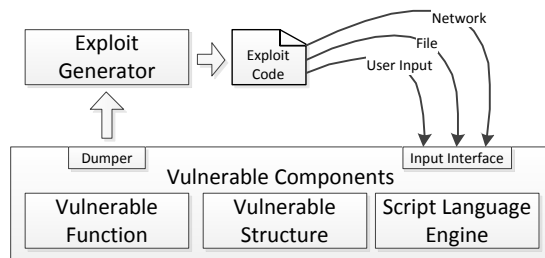 Exploit
Generator
Exploit
Code
Network
File
User Input
Dumper
Input Interface
Vulnerable Components
Vulnerable
Function
Vulnerable
Structure
Script Language
Engine